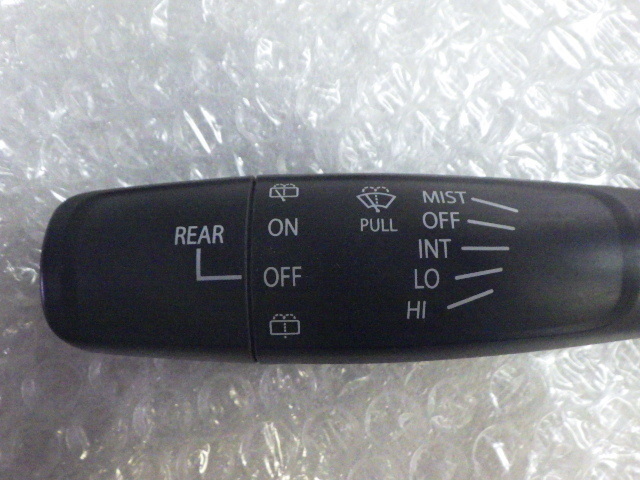 REAR
ON
OFF
PULL
MIST
OFF
INT
LO
HI